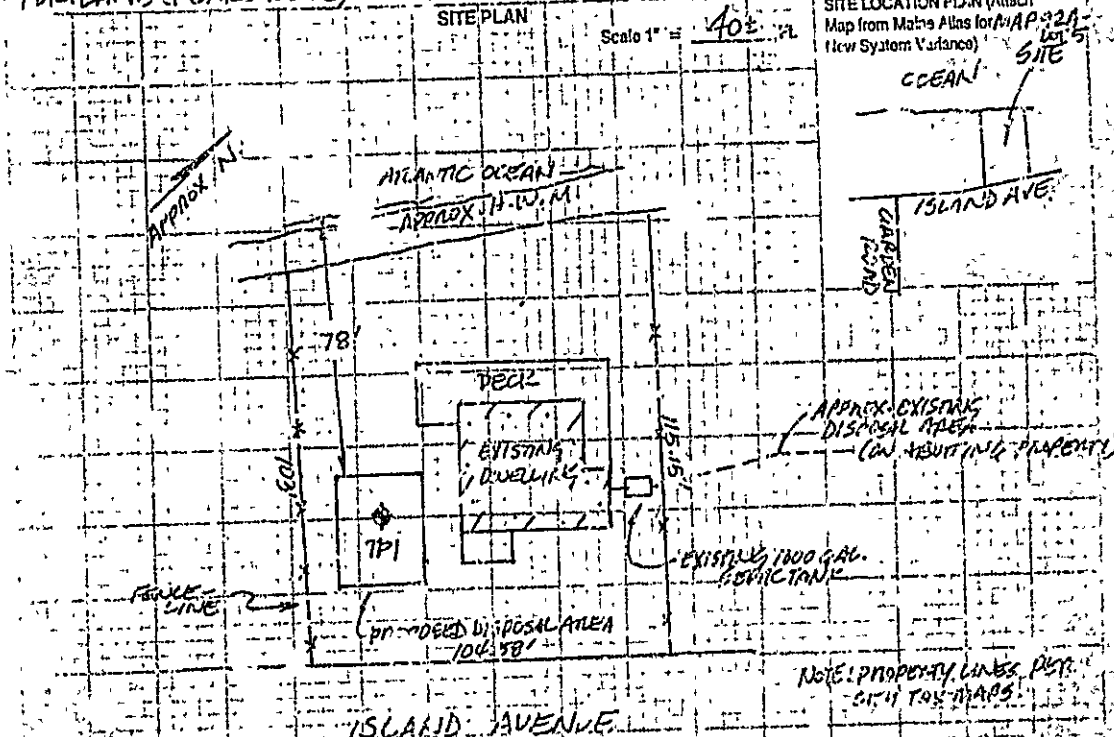 SITE PLAN
Scale 1" = 40± Ft.
SITE LOCATION PLAN (Attach
Map from Maine Atlas for MAP 92A-
New System Variance) LOT 5
SITE
OCEAN
ISLAND AVE.
GARDEN
APPROX. N.
ATLANTIC OCEAN
APPROX. H.W.M
78'
DECK
EXISTING
DWELLING
103'
115.15'
TP1
APPROX. EXISTING
DISPOSAL AREA
(ON ABUTTING PROPERTY)
EXISTING 1000 GAL.
SEPTIC TANK
FENCE
LINE
PROPOSED DISPOSAL AREA
104.58'
NOTE: PROPERTY LINES PER
CITY TAX MAPS.
ISLAND AVENUE